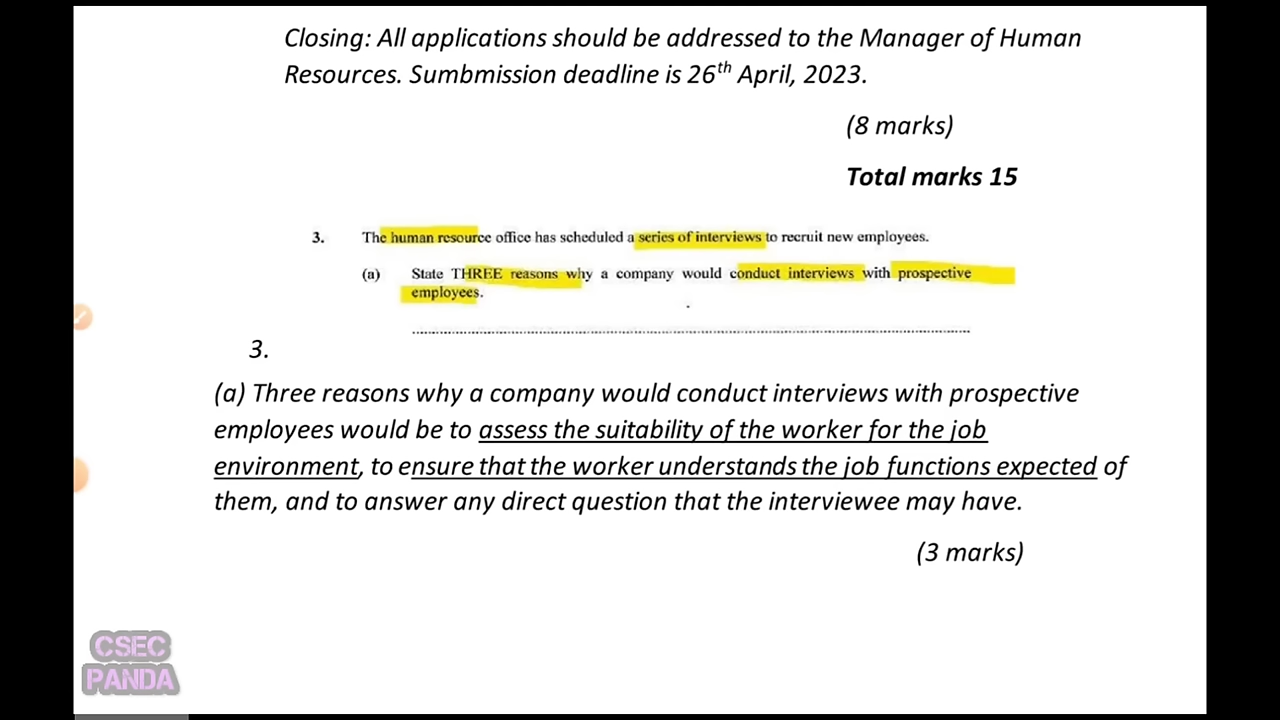 Closing: All applications should be addressed to the Manager of Human
Resources. Sumbmission deadline is 26th April, 2023.
(8 marks)
Total marks 15
3. The human resource office has scheduled a series of interviews to recruit new employees.
(a) State THREE reasons why a company would conduct interviews with prospective
employees.
3.
(a) Three reasons why a company would conduct interviews with prospective
employees would be to assess the suitability of the worker for the job
environment, to ensure that the worker understands the job functions expected of
them, and to answer any direct question that the interviewee may have.
(3 marks)
CSEC
PANDA